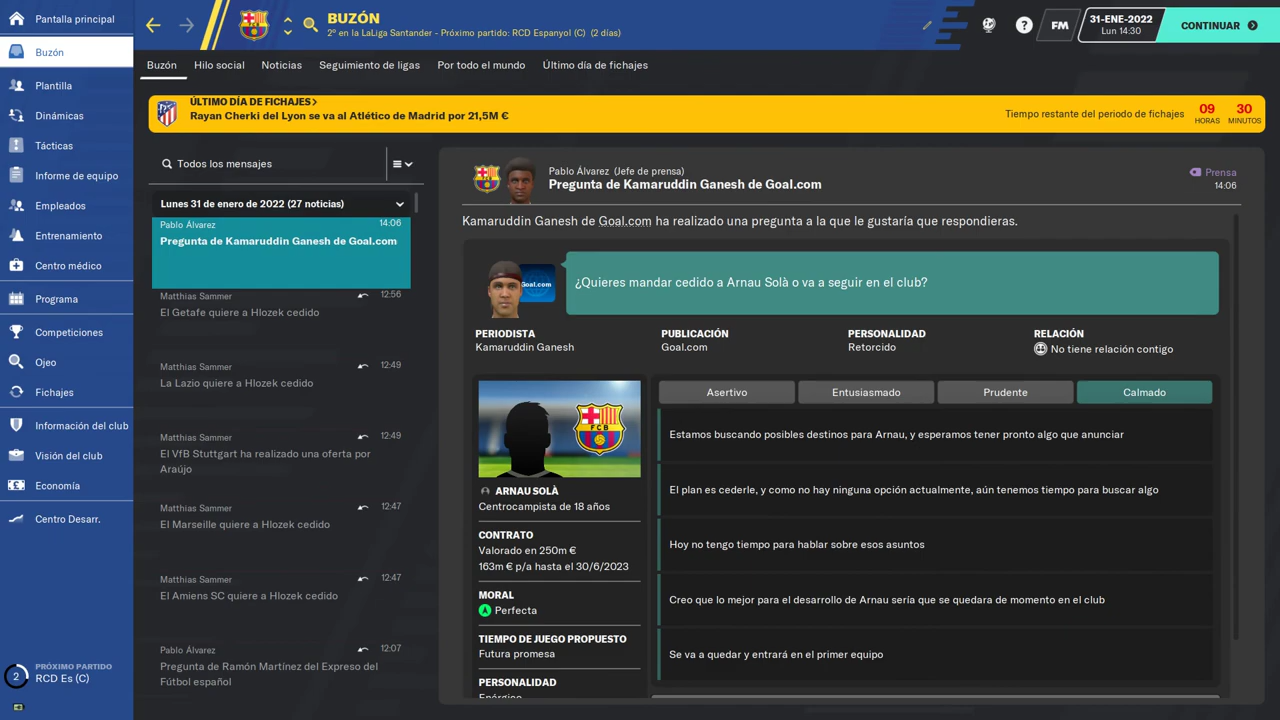 Pantalla principal
Buzón
Plantilla
Dinámicas
Tácticas
Informe de equipo
Empleados
Entrenamiento
Centro médico
Programa
Competiciones
Ojeo
Fichajes
Información del club
Visión del club
Economía
Centro Desarr.
2
PRÓXIMO PARTIDO
RCD Es (C)
BUZÓN
2º en la LaLiga Santander - Próximo partido: RCD Espanyol (C) (2 días)
FM
31-ENE-2022
Lun 14:30
CONTINUAR
Buzón
Hilo social
Noticias
Seguimiento de ligas
Por todo el mundo
Último día de fichajes
ÚLTIMO DÍA DE FICHAJES>
Rayan Cherki del Lyon se va al Atlético de Madrid por 21,5M €
Tiempo restante del periodo de fichajes
09
HORAS
30
MINUTOS
Todos los mensajes
Lunes 31 de enero de 2022 (27 noticias)
Pablo Álvarez 14:06
Pregunta de Kamaruddin Ganesh de Goal.com
Matthias Sammer 12:56
El Getafe quiere a Hlozek cedido
Matthias Sammer 12:49
La Lazio quiere a Hlozek cedido
Matthias Sammer 12:49
El VfB Stuttgart ha realizado una oferta por
Araújo
Matthias Sammer 12:47
El Marseille quiere a Hlozek cedido
Matthias Sammer 12:47
El Amiens SC quiere a Hlozek cedido
Pablo Álvarez 12:07
Pregunta de Ramón Martínez del Expreso del
Fútbol español
Pablo Álvarez (Jefe de prensa)
Pregunta de Kamaruddin Ganesh de Goal.com
Prensa
14:06
Kamaruddin Ganesh de Goal.com ha realizado una pregunta a la que le gustaría que respondieras.
Goal.com
¿Quieres mandar cedido a Arnau Solà o va a seguir en el club?
PERIODISTA
Kamaruddin Ganesh
PUBLICACIÓN
Goal.com
PERSONALIDAD
Retorcido
RELACIÓN
No tiene relación contigo
FCB
ARNAU SOLÀ
Centrocampista de 18 años
CONTRATO
Valorado en 250m €
163m € p/a hasta el 30/6/2023
MORAL
Perfecta
TIEMPO DE JUEGO PROPUESTO
Futura promesa
PERSONALIDAD
Enérgico
Asertivo
Entusiasmado
Prudente
Calmado
Estamos buscando posibles destinos para Arnau, y esperamos tener pronto algo que anunciar
El plan es cederle, y como no hay ninguna opción actualmente, aún tenemos tiempo para buscar algo
Hoy no tengo tiempo para hablar sobre esos asuntos
Creo que lo mejor para el desarrollo de Arnau sería que se quedara de momento en el club
Se va a quedar y entrará en el primer equipo